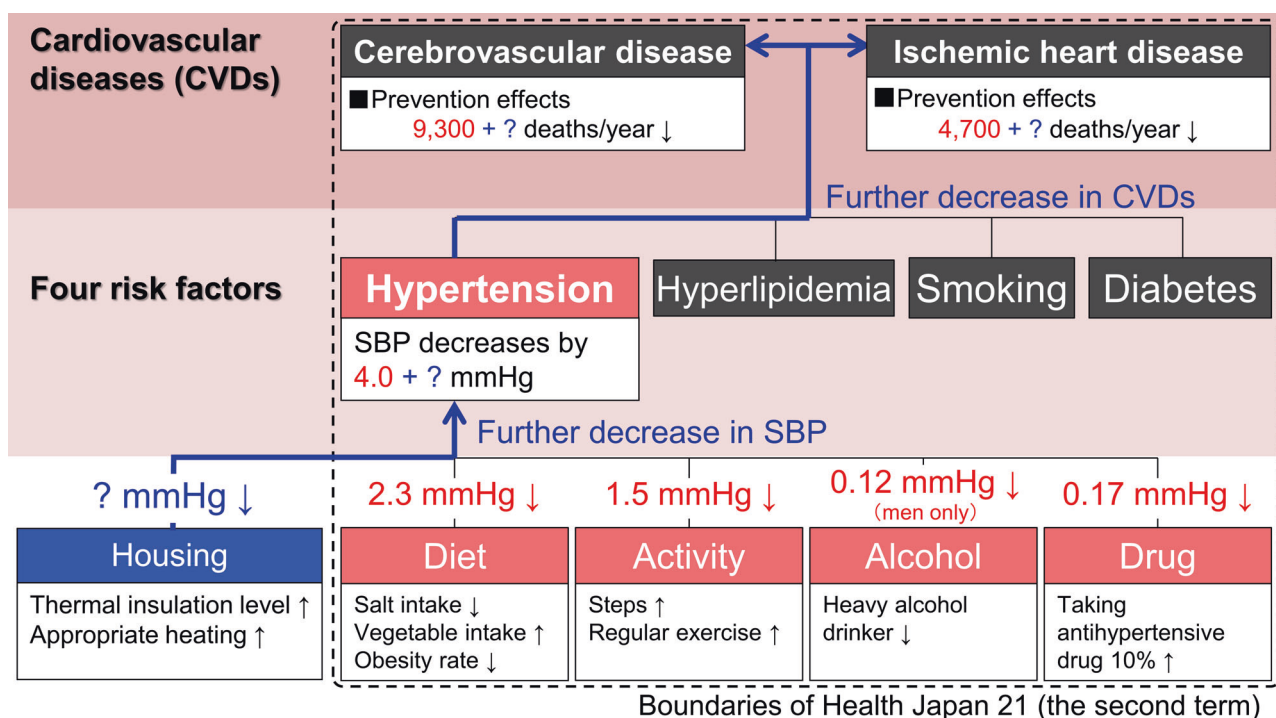 Cardiovascular
diseases (CVDs)
Cerebrovascular disease
■Prevention effects
9,300 + ? deaths/year ↓
Ischemic heart disease
■Prevention effects
4,700 + ? deaths/year ↓
Further decrease in CVDs
Four risk factors
Hypertension
SBP decreases by
4.0 + ? mmHg
Hyperlipidemia
Smoking
Diabetes
Further decrease in SBP
? mmHg ↓
2.3 mmHg ↓
1.5 mmHg ↓
0.12 mmHg ↓
(men only)
0.17 mmHg ↓
Housing
Thermal insulation level ↑
Appropriate heating ↑
Diet
Salt intake ↓
Vegetable intake ↑
Obesity rate ↓
Activity
Steps ↑
Regular exercise ↑
Alcohol
Heavy alcohol
drinker ↓
Drug
Taking
antihypertensive
drug 10% ↑
Boundaries of Health Japan 21 (the second term)